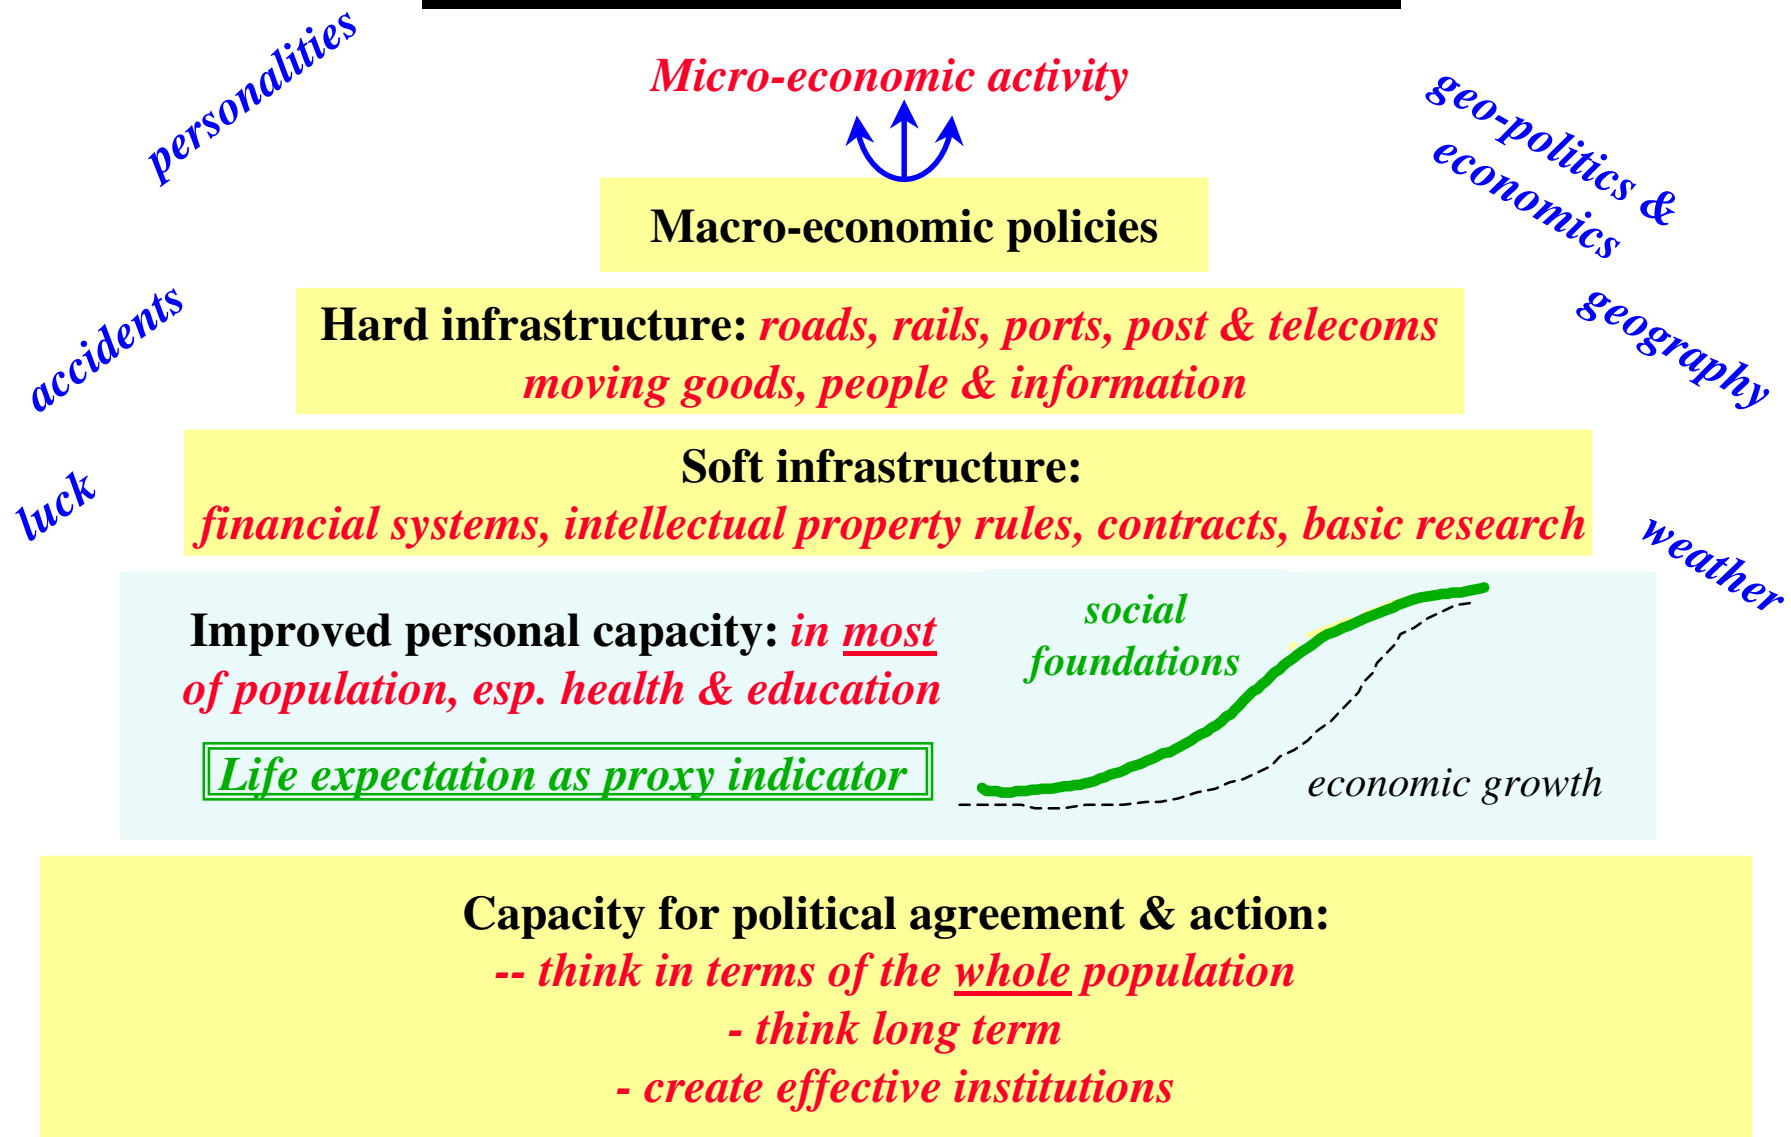 personalities
Micro-economic activity
geo-politics &
economics
Macro-economic policies
accidents
geography
Hard infrastructure: roads, rails, ports, post & telecoms
moving goods, people & information
luck
Soft infrastructure:
financial systems, intellectual property rules, contracts, basic research
weather
Improved personal capacity: in most
of population, esp. health & education
Life expectation as proxy indicator
social
foundations
economic growth
Capacity for political agreement & action:
-- think in terms of the whole population
- think long term
- create effective institutions